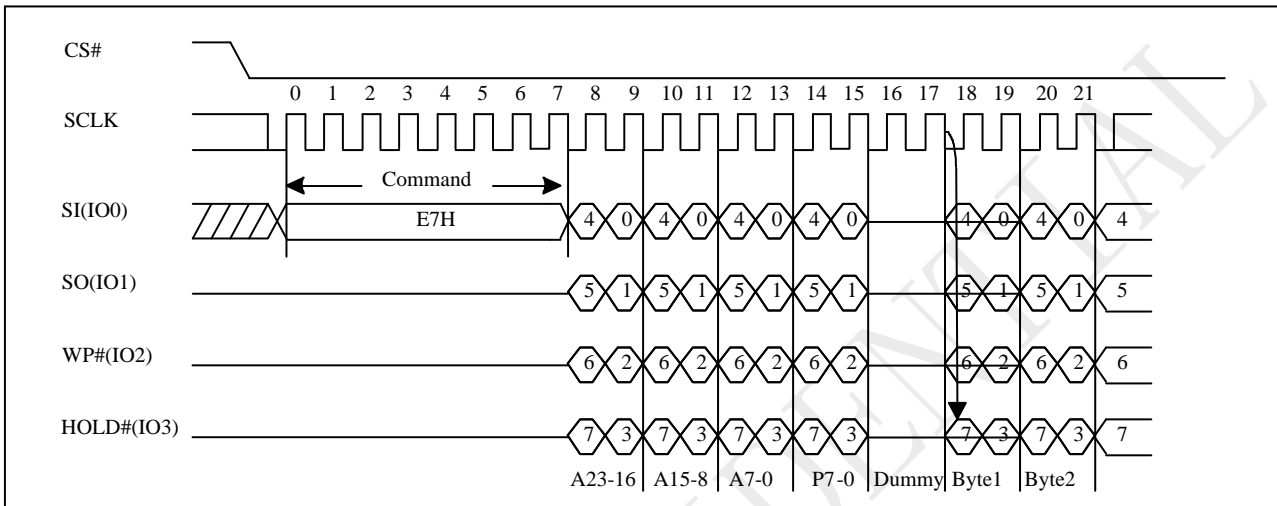 CS#
0 1 2 3 4 5 6 7 8 9 10 11 12 13 14 15 16 17 18 19 20 21
SCLK
Command
SI(IO0) E7H 4 0 4 0 4 0 4 0 4 0 4 0 4
SO(IO1) 5 1 5 1 5 1 5 1 5 1 5 1 5
WP#(IO2) 6 2 6 2 6 2 6 2 6 2 6 2 6
HOLD#(IO3) 7 3 7 3 7 3 7 3 7 3 7 3 7
A23-16 A15-8 A7-0 P7-0 Dummy Byte1 Byte2